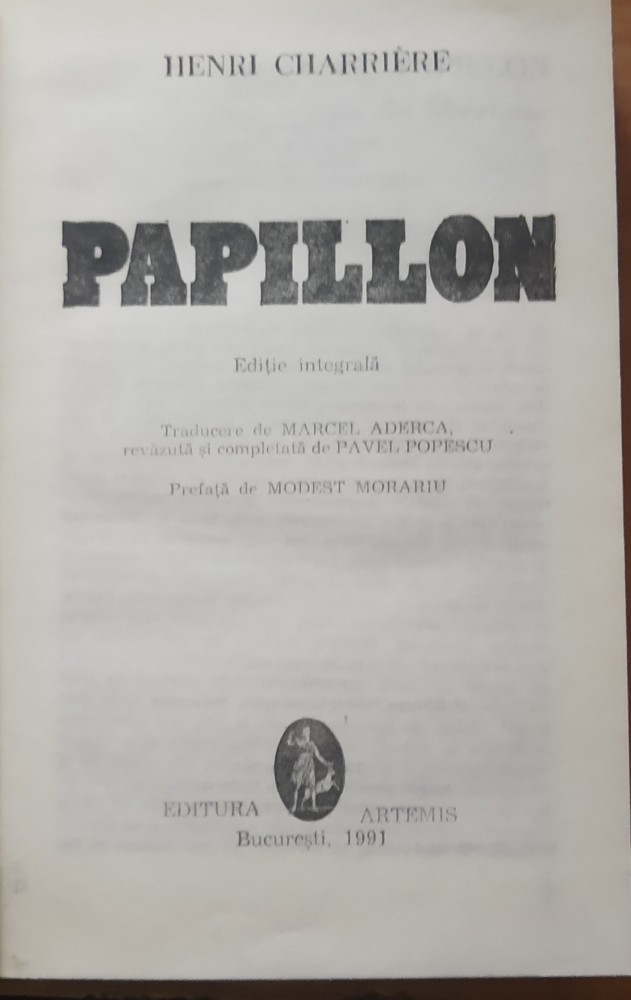 HENRI CHARRIÈRE
PAPILLON
Ediție integrală
Traducere de MARCEL ADERCA,
revăzută și completată de PAVEL POPESCU
Prefață de MODEST MORARIU
EDITURA ARTEMIS
București, 1991